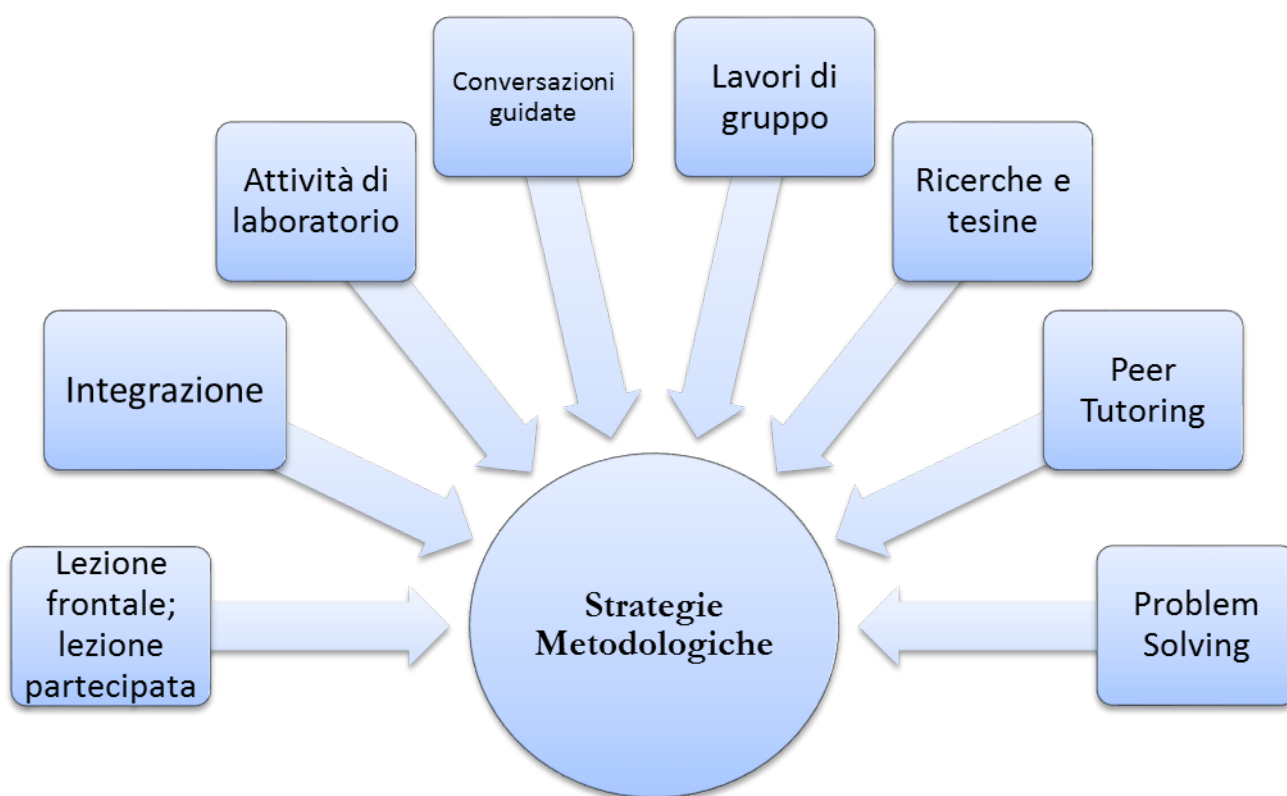 Lezione
frontale;
lezione
partecipata
Integrazione
Attività di
laboratorio
Conversazioni
guidate
Lavori di
gruppo
Ricerche e
tesine
Peer
Tutoring
Problem
Solving
Strategie
Metodologiche